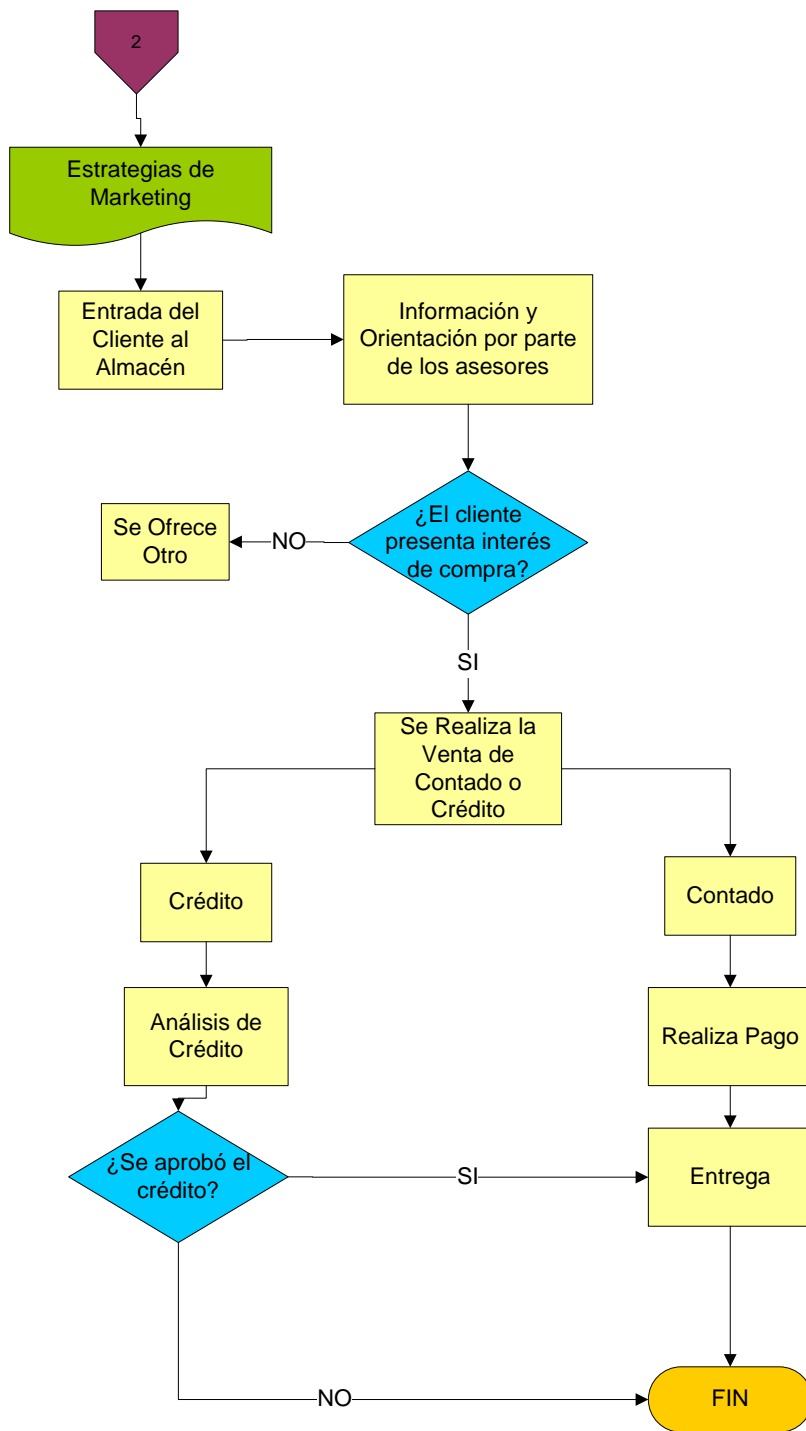 2
Estrategias de
Marketing
Entrada del
Cliente al
Almacén
Información y
Orientación por parte
de los asesores
¿El cliente
presenta interés
de compra?
NO
Se Ofrece
Otro
SI
Se Realiza la
Venta de
Contado o
Crédito
Crédito
Contado
Análisis de
Crédito
Realiza Pago
¿Se aprobó el
crédito?
SI
Entrega
NO
FIN